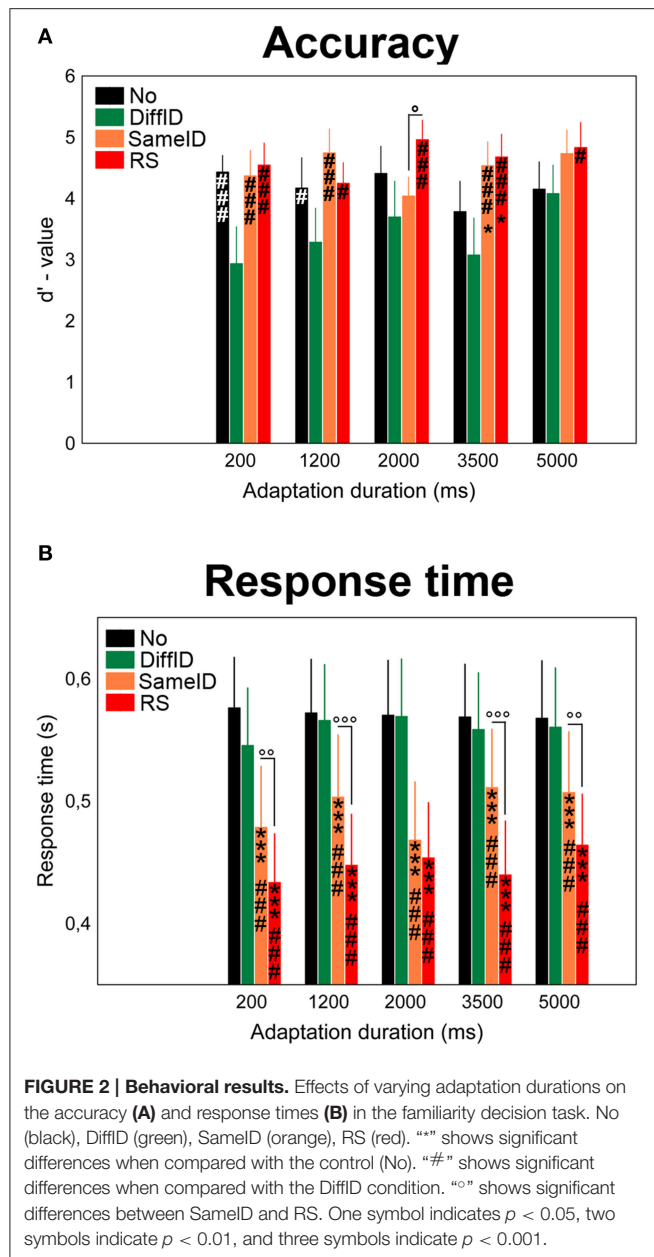 A
Accuracy
6
5
4
3
2
1
0
d' - value
No
DiffID
SameID
RS
###
###
###
#
###
#
°
###
###
*
###
*
#
200 1200 2000 3500 5000
Adaptation duration (ms)
B
Response time
0,6
0,5
0,4
Response time (s)
No
DiffID
SameID
RS
°°
*** ###
*** ###
°°°
*** ###
*** ###
*** ###
*** ###
°°°
*** ###
*** ###
°°
*** ###
*** ###
200 1200 2000 3500 5000
Adaptation duration (ms)
FIGURE 2 | Behavioral results. Effects of varying adaptation durations on
the accuracy (A) and response times (B) in the familiarity decision task. No
(black), DiffID (green), SameID (orange), RS (red). “*” shows significant
differences when compared with the control (No). “#” shows significant
differences when compared with the DiffID condition. “°” shows significant
differences between SameID and RS. One symbol indicates p < 0.05, two
symbols indicate p < 0.01, and three symbols indicate p < 0.001.